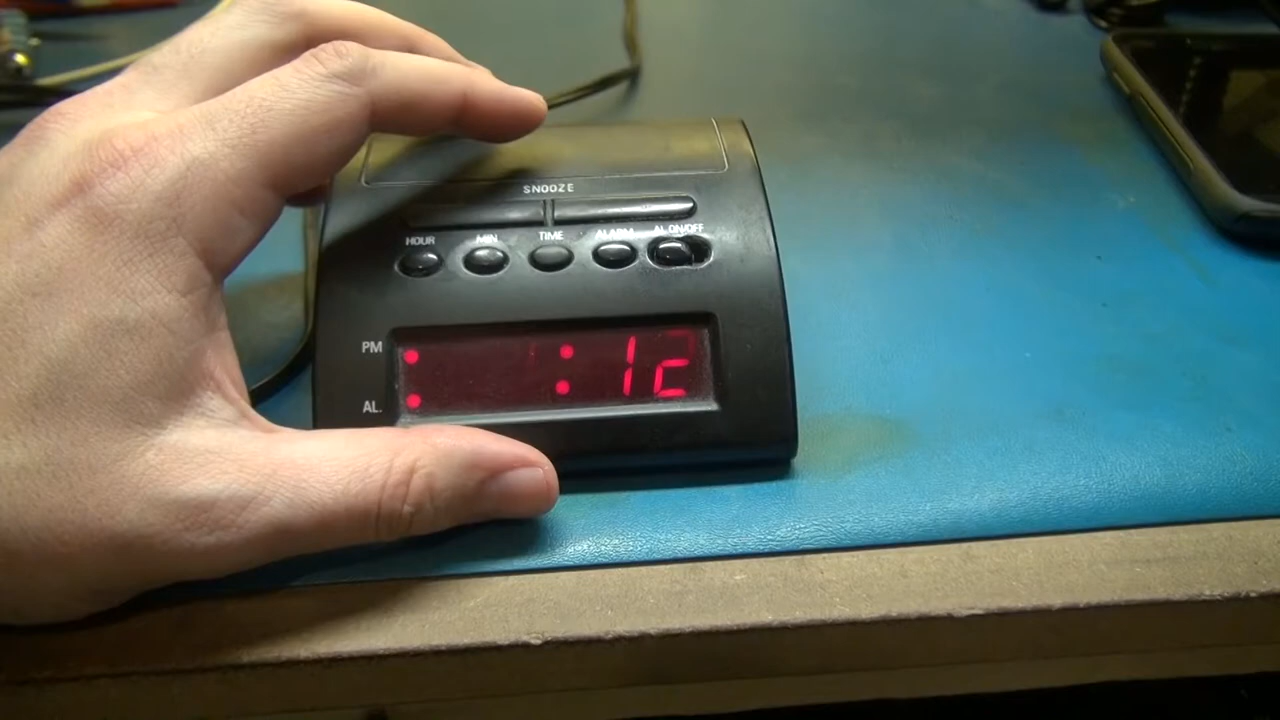 SNOOZE
HOUR MIN TIME ALARM AL ON/OFF
PM
: 1c
AL.